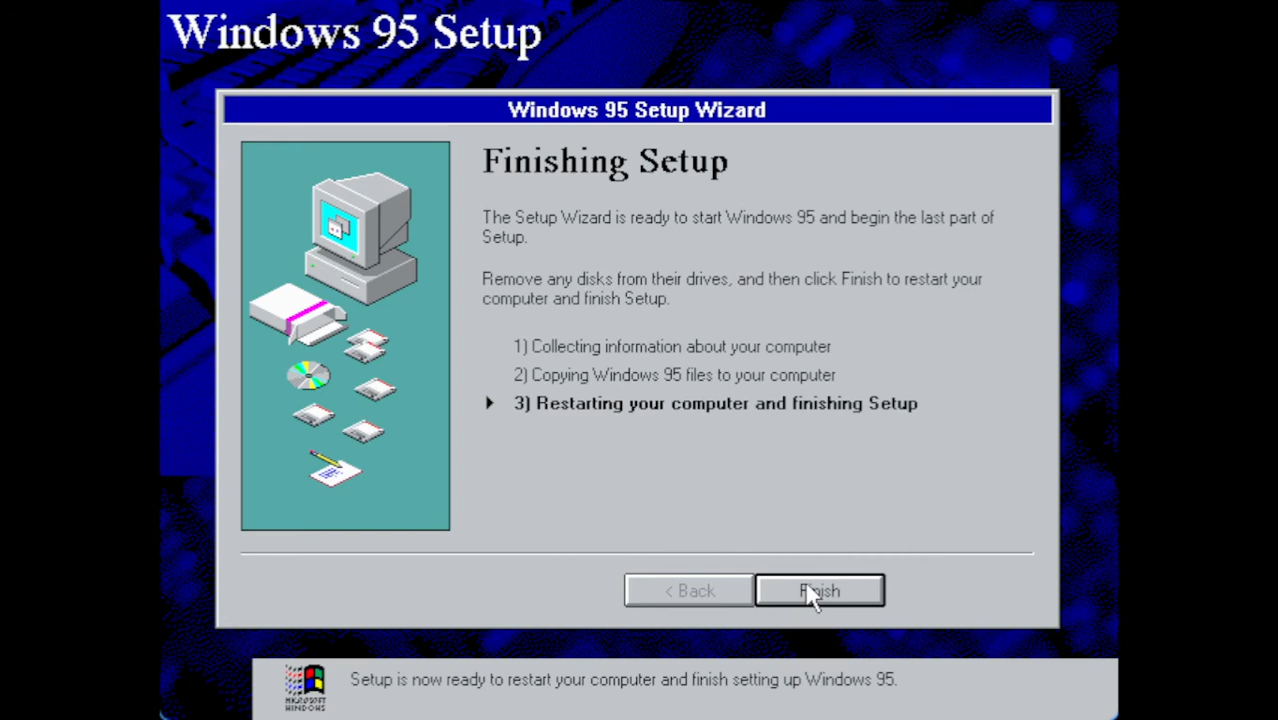 Windows 95 Setup
Windows 95 Setup Wizard
Finishing Setup
The Setup Wizard is ready to start Windows 95 and begin the last part of
Setup.
Remove any disks from their drives, and then click Finish to restart your
computer and finish Setup.
1) Collecting information about your computer
2) Copying Windows 95 files to your computer
3) Restarting your computer and finishing Setup
< Back
Finish
Setup is now ready to restart your computer and finish setting up Windows 95.
MICROSOFT
WINDOWS